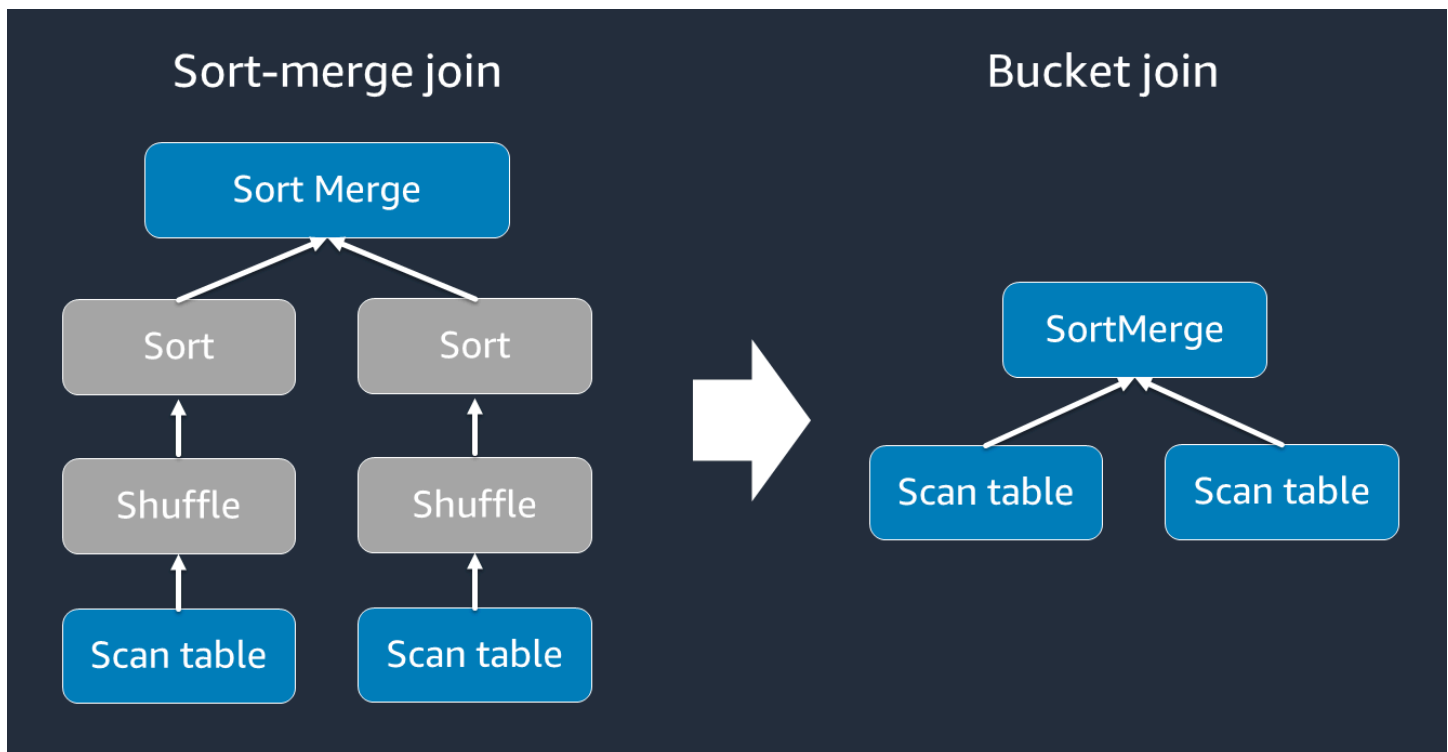 Sort-merge join
Bucket join
Sort Merge
Sort
Sort
Shuffle
Shuffle
Scan table
Scan table
SortMerge
Scan table
Scan table